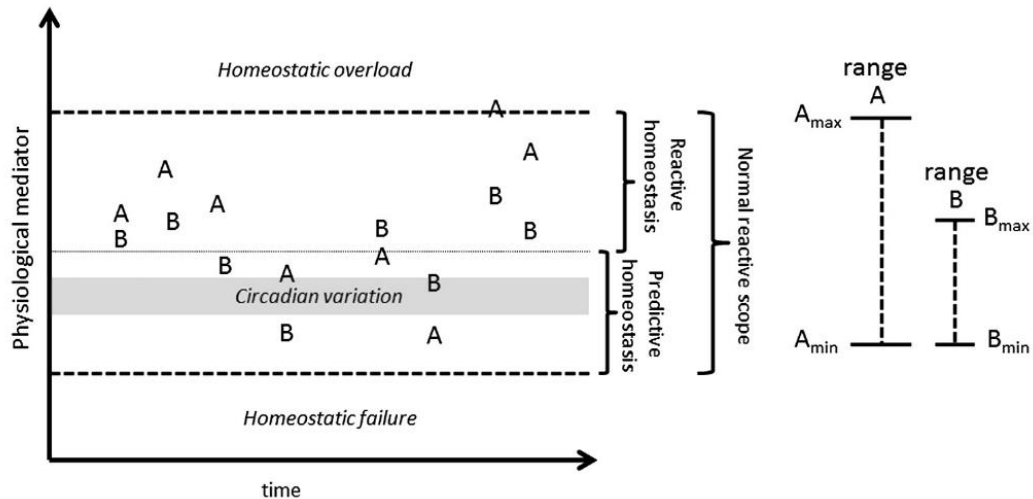 Physiological mediator
Homeostatic overload
A
A
A
B
B
A
B
A
B
B
A
B
A
A
B
A
B
Circadian variation
B
A
Homeostatic failure
time
Reactive
homeostasis
Predictive
homeostasis
Normal reactive scope
range
A
Amax
Amin
range
B
Bmax
Bmin